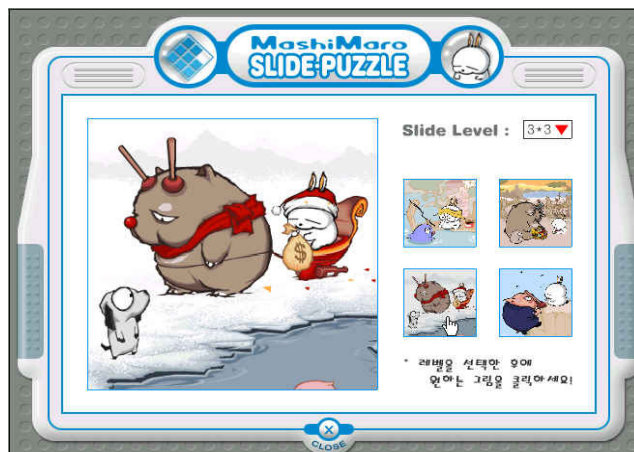 MashiMaro
SLIDE-PUZZLE
Slide Level : 3*3
$
* 레벨을 선택한 후에
원하는 그림을 클릭하세요!
X
CLOSE